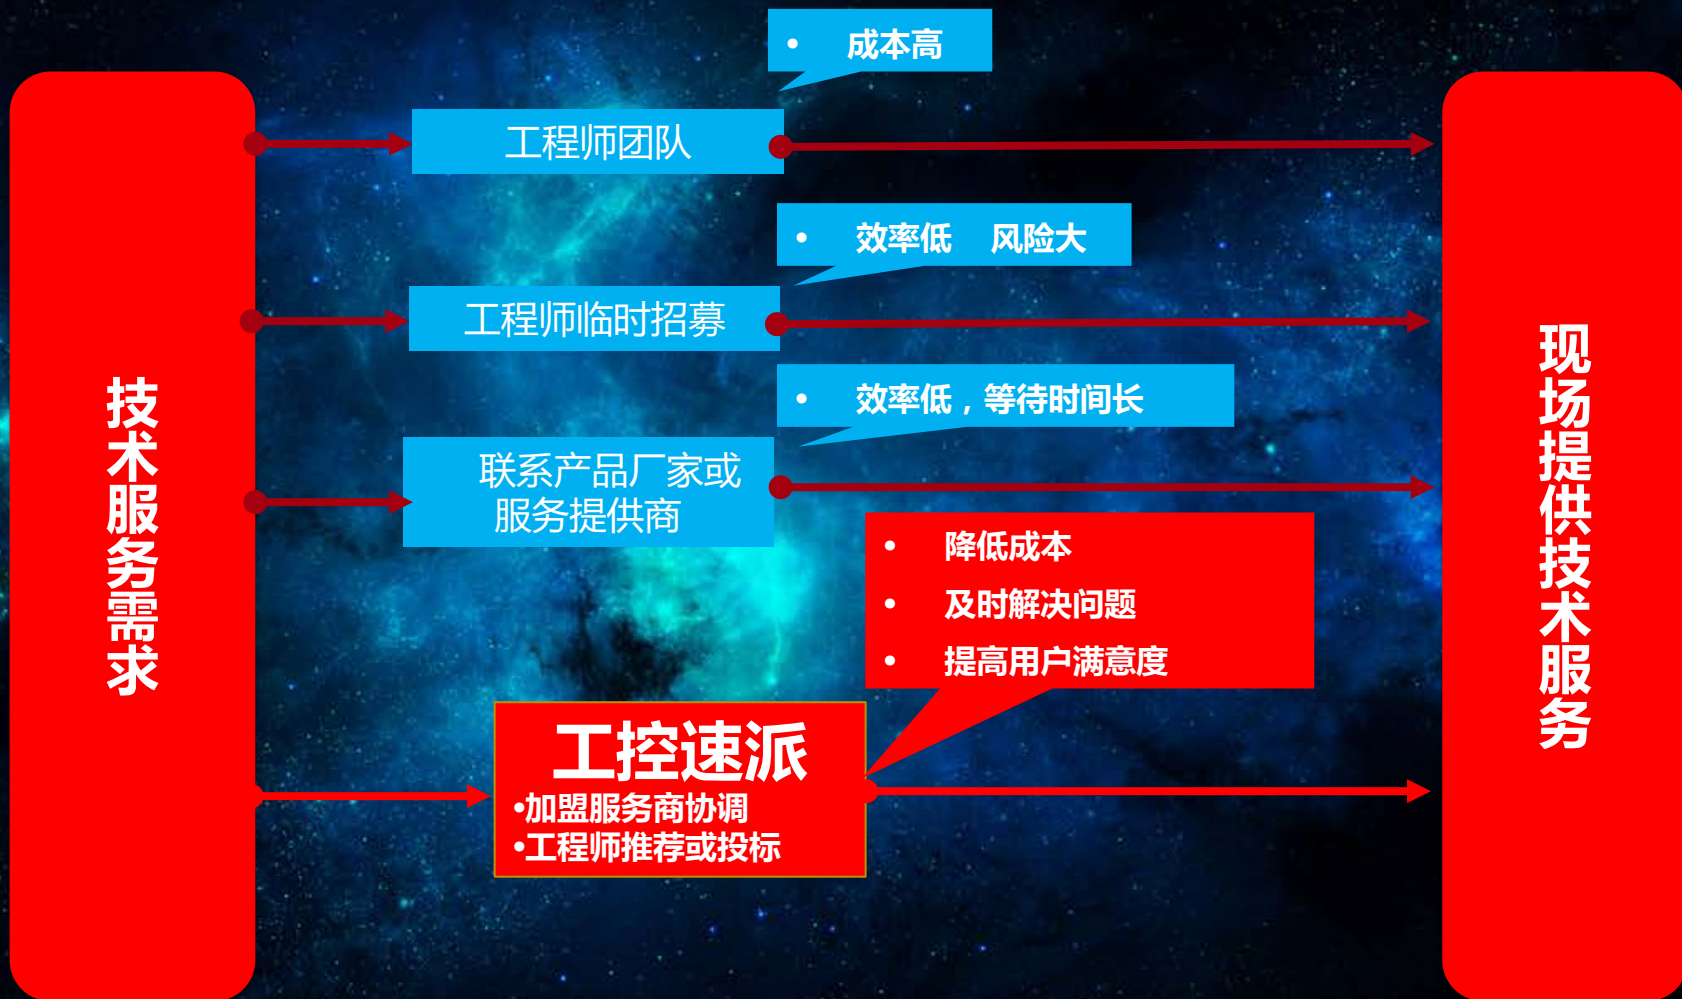 技术服务需求
• 成本高
工程师团队
• 效率低 风险大
工程师临时招募
• 效率低，等待时间长
联系产品厂家或
服务提供商
• 降低成本
• 及时解决问题
• 提高用户满意度
工控速派
•加盟服务商协调
•工程师推荐或投标
现场提供技术服务